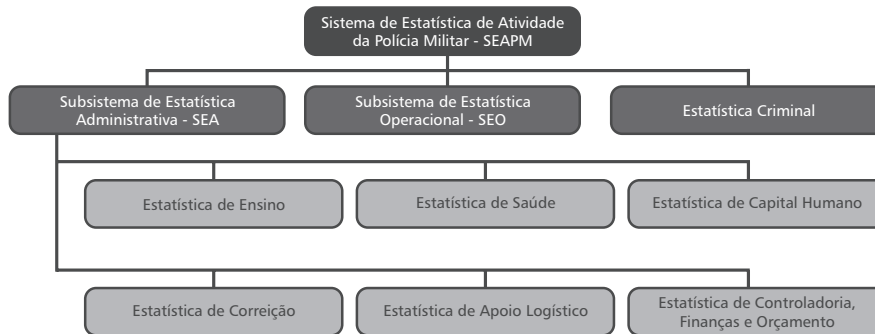 Sistema de Estatística de Atividade
da Polícia Militar - SEAPM
Subsistema de Estatística
Administrativa - SEA
Subsistema de Estatística
Operacional - SEO
Estatística Criminal
Estatística de Ensino
Estatística de Saúde
Estatística de Capital Humano
Estatística de Correição
Estatística de Apoio Logístico
Estatística de Controladoria,
Finanças e Orçamento